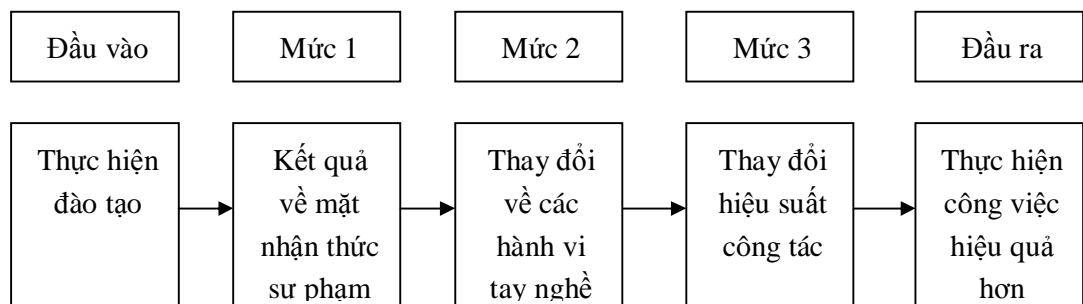 Đầu vào
Mức 1
Mức 2
Mức 3
Đầu ra
Thực hiện
đào tạo
Kết quả
về mặt
nhận thức
sư phạm
Thay đổi
về các
hành vi
tay nghề
Thay đổi
hiệu suất
công tác
Thực hiện
công việc
hiệu quả
hơn